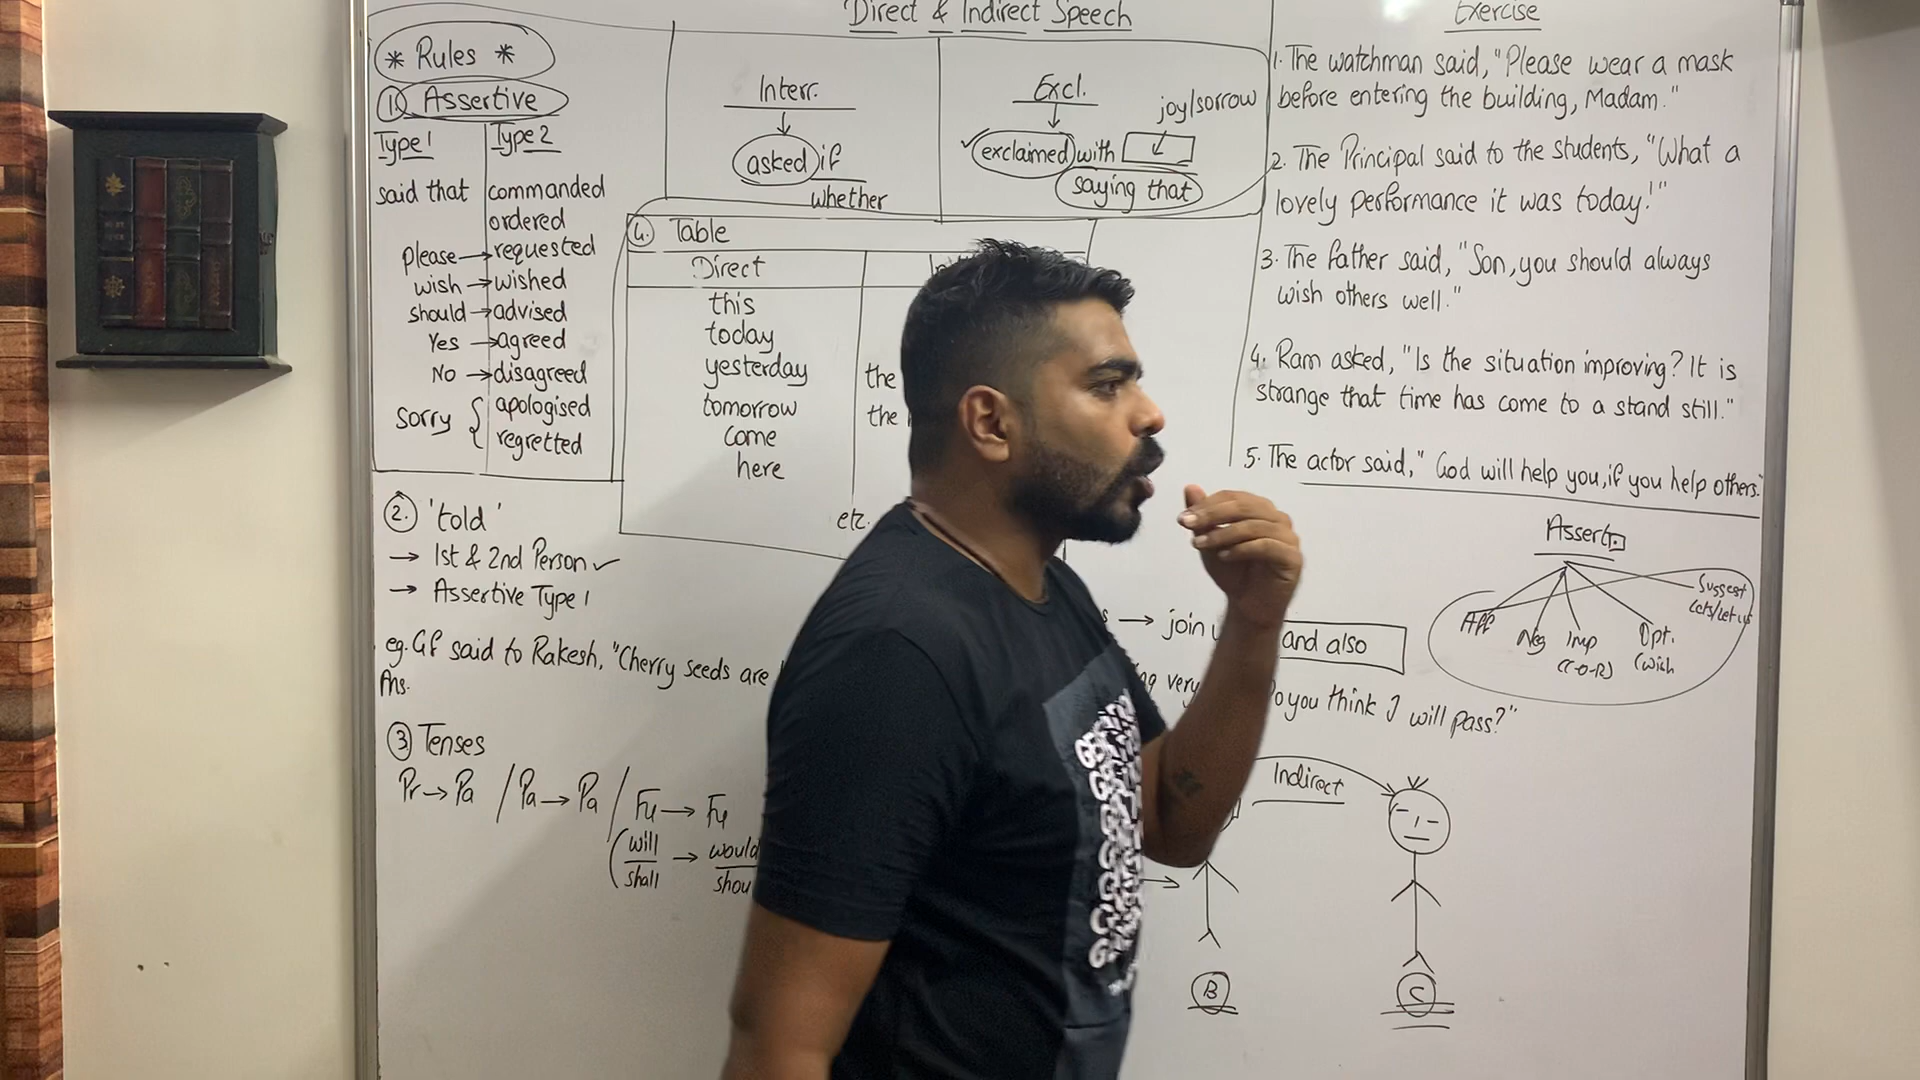 Direct & Indirect Speech
* Rules *
1 Assertive
Type 1
Type 2
said that
commanded
ordered
please → requested
wish → wished
should → advised
Yes → agreed
No → disagreed
sorry { apologised
regretted
Interr.
asked if
whether
Excl.
joy/sorrow
exclaimed with
saying that
4. Table
Direct
this
today
yesterday
the
tomorrow
the
come
here
etc.
2. 'told'
→ 1st & 2nd Person ✓
→ Assertive Type 1
eg. GF said to Rakesh, "Cherry seeds are
Ans.
3 Tenses
Pr → Pa / Pa → Pa / Fu → Fu
(will → would
shall
→ join
and also
very
you think I will pass?"
Indirect
B
C
Exercise
1. The watchman said, "Please wear a mask
before entering the building, Madam."
2. The Principal said to the students, "What a
lovely performance it was today!"
3. The Father said, "Son, you should always
wish others well."
4. Ram asked, "Is the situation improving? It is
strange that time has come to a stand still."
5. The actor said, "God will help you, if you help others."
Assert
Aff
Neg
Imp
(C-O-R)
Opt.
(wish
Suggest
Lets/Let us